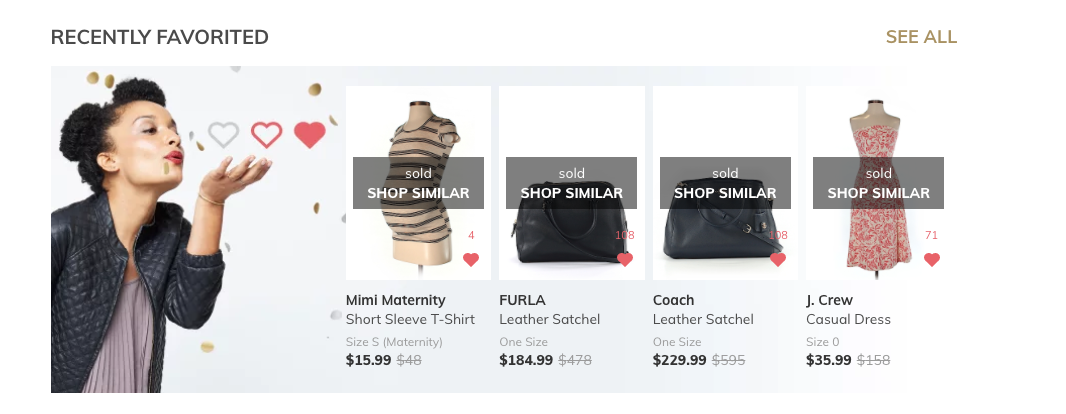 RECENTLY FAVORITED
SEE ALL
sold
SHOP SIMILAR
4
Mimi Maternity
Short Sleeve T-Shirt
Size S (Maternity)
$15.99 $48
sold
SHOP SIMILAR
108
FURLA
Leather Satchel
One Size
$184.99 $478
sold
SHOP SIMILAR
108
Coach
Leather Satchel
One Size
$229.99 $595
sold
SHOP SIMILAR
71
J. Crew
Casual Dress
Size 0
$35.99 $158